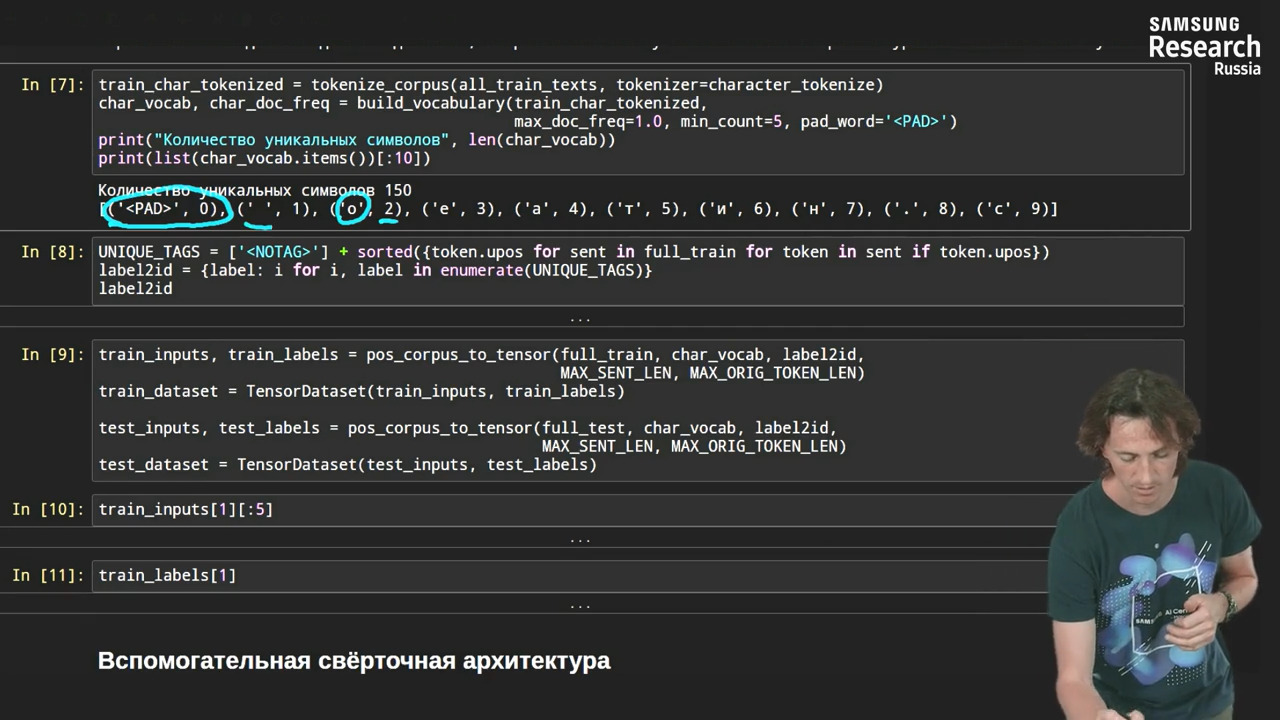 SAMSUNG
Research
Russia
In [7]:
train_char_tokenized = tokenize_corpus(all_train_texts, tokenizer=character_tokenize)
char_vocab, char_doc_freq = build_vocabulary(train_char_tokenized,
max_doc_freq=1.0, min_count=5, pad_word='<PAD>')
print("Количество уникальных символов", len(char_vocab))
print(list(char_vocab.items())[:10])
Количество уникальных символов 150
[('<PAD>', 0), (' ', 1), ('о', 2), ('е', 3), ('а', 4), ('т', 5), ('и', 6), ('н', 7), ('.', 8), ('с', 9)]
In [8]:
UNIQUE_TAGS = ['<NOTAG>'] + sorted({token.upos for sent in full_train for token in sent if token.upos})
label2id = {label: i for i, label in enumerate(UNIQUE_TAGS)}
label2id
...
In [9]:
train_inputs, train_labels = pos_corpus_to_tensor(full_train, char_vocab, label2id,
MAX_SENT_LEN, MAX_ORIG_TOKEN_LEN)
train_dataset = TensorDataset(train_inputs, train_labels)
test_inputs, test_labels = pos_corpus_to_tensor(full_test, char_vocab, label2id,
MAX_SENT_LEN, MAX_ORIG_TOKEN_LEN)
test_dataset = TensorDataset(test_inputs, test_labels)
In [10]:
train_inputs[1][:5]
...
In [11]:
train_labels[1]
...
Вспомогательная свёрточная архитектура